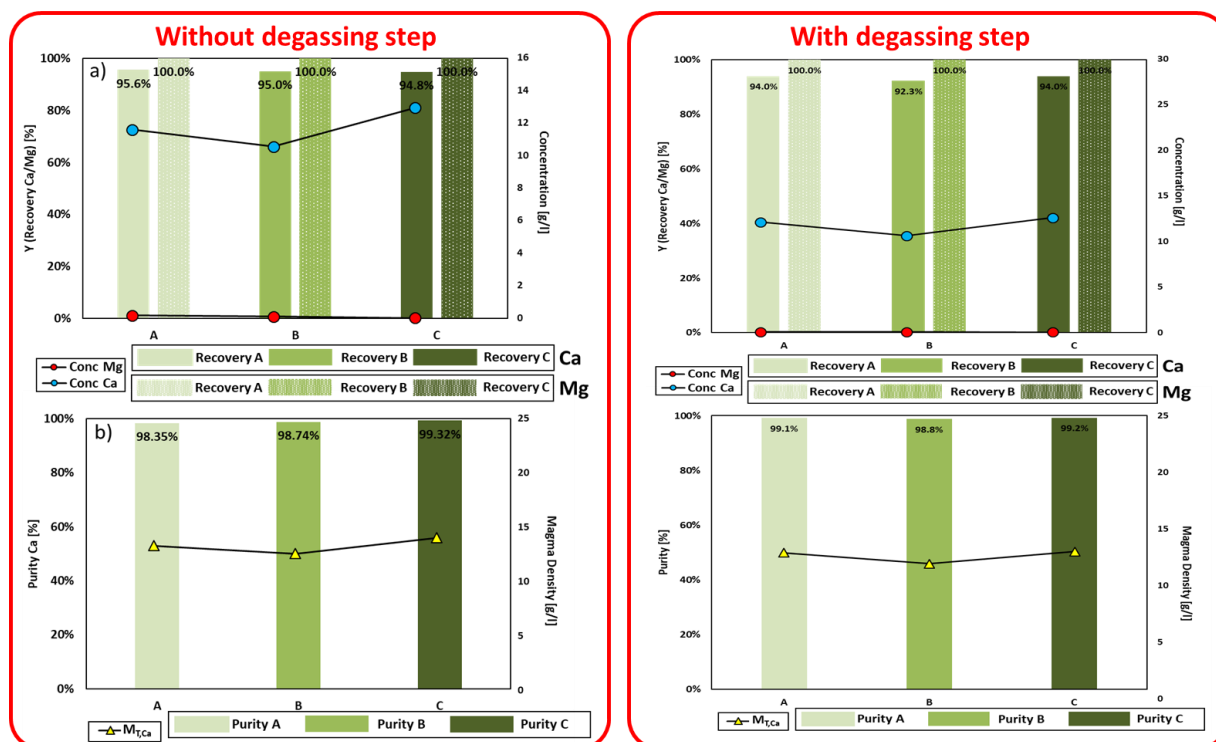 Without degassing step
a)
Y (Recovery Ca/Mg) [%]
100%
80%
60%
40%
20%
0%
95.6%
100.0%
95.0%
100.0%
94.8%
100.0%
16
14
12
10
8
6
4
2
0
Concentration [g/l]
A
B
C
Conc Mg
Conc Ca
Recovery A
Recovery B
Recovery C
Ca
Recovery A
Recovery B
Recovery C
Mg
b)
Purity Ca [%]
100%
80%
60%
40%
20%
0%
98.35%
98.74%
99.32%
25
20
15
10
5
0
Magma Density [g/l]
A
B
C
M_T,Ca
Purity A
Purity B
Purity C
With degassing step
Y (Recovery Ca/Mg) [%]
100%
80%
60%
40%
20%
0%
94.0%
100.0%
92.3%
100.0%
94.0%
100.0%
30
25
20
15
10
5
0
Concentration [g/l]
A
B
C
Conc Mg
Conc Ca
Recovery A
Recovery B
Recovery C
Ca
Recovery A
Recovery B
Recovery C
Mg
Purity [%]
100%
80%
60%
40%
20%
0%
99.1%
98.8%
99.2%
25
20
15
10
5
0
Magma Density [g/l]
A
B
C
M_T,Ca
Purity A
Purity B
Purity C